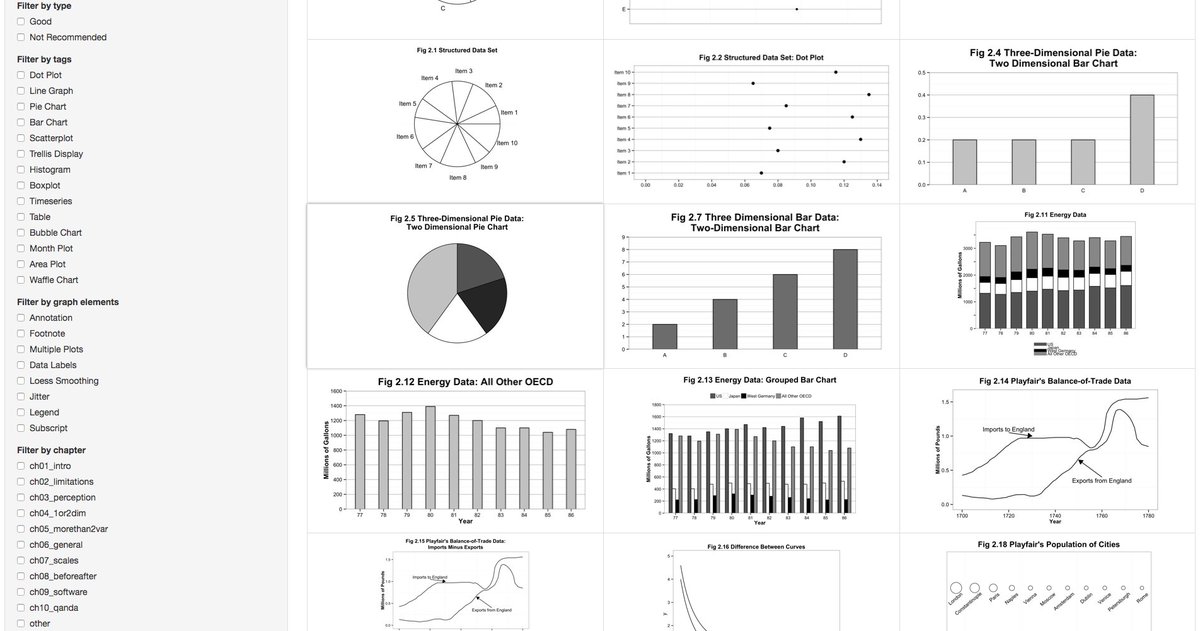 Filter by type
Good
Not Recommended
Filter by tags
Dot Plot
Line Graph
Pie Chart
Bar Chart
Scatterplot
Trellis Display
Histogram
Boxplot
Timeseries
Table
Bubble Chart
Month Plot
Area Plot
Waffle Chart
Filter by graph elements
Annotation
Footnote
Multiple Plots
Data Labels
Loess Smoothing
Jitter
Legend
Subscript
Filter by chapter
ch01_intro
ch02_limitations
ch03_perception
ch04_1or2dim
ch05_morethan2var
ch06_general
ch07_scales
ch08_beforeafter
ch09_software
ch10_qanda
other
C
E
Fig 2.1 Structured Data Set
Item 3
Item 4
Item 2
Item 5
Item 1
Item 6
Item 10
Item 7
Item 9
Item 8
Fig 2.2 Structured Data Set: Dot Plot
Item 10
Item 9
Item 8
Item 7
Item 6
Item 5
Item 4
Item 3
Item 2
Item 1
0.00 0.02 0.04 0.06 0.08 0.10 0.12 0.14
Fig 2.4 Three-Dimensional Pie Data:
Two Dimensional Bar Chart
0.5
0.4
0.3
0.2
0.1
0.0
A B C D
Fig 2.5 Three-Dimensional Pie Data:
Two Dimensional Pie Chart
Fig 2.7 Three Dimensional Bar Data:
Two-Dimensional Bar Chart
9
8
7
6
5
4
3
2
1
0
A B C D
Fig 2.11 Energy Data
Millions of Gallons
3000
2000
1000
0
77 78 79 80 81 82 83 84 85 86
US
Japan
West Germany
All Other OECD
Fig 2.12 Energy Data: All Other OECD
Millions of Gallons
1600
1400
1200
1000
800
600
400
200
0
77 78 79 80 81 82 83 84 85 86
Year
Fig 2.13 Energy Data: Grouped Bar Chart
US Japan West Germany All Other OECD
Millions of Gallons
1800
1600
1400
1200
1000
800
600
400
200
0
77 78 79 80 81 82 83 84 85 86
Year
Fig 2.14 Playfair's Balance-of-Trade Data
Millions of Pounds
1.5
1.0
0.5
0.0
Imports to England
Exports from England
1700 1720 1740 1760 1780
Year
Fig 2.15 Playfair's Balance-of-Trade Data:
Imports Minus Exports
Millions of Pounds
1.5
1.0
0.5
0.0
Imports to England
Exports from England
Fig 2.16 Difference Between Curves
5
4
3
2
y
Fig 2.18 Playfair's Population of Cities
London
Constantinople
Paris
Naples
Vienna
Moscow
Amsterdam
Dublin
Venice
Petersburgh
Rome